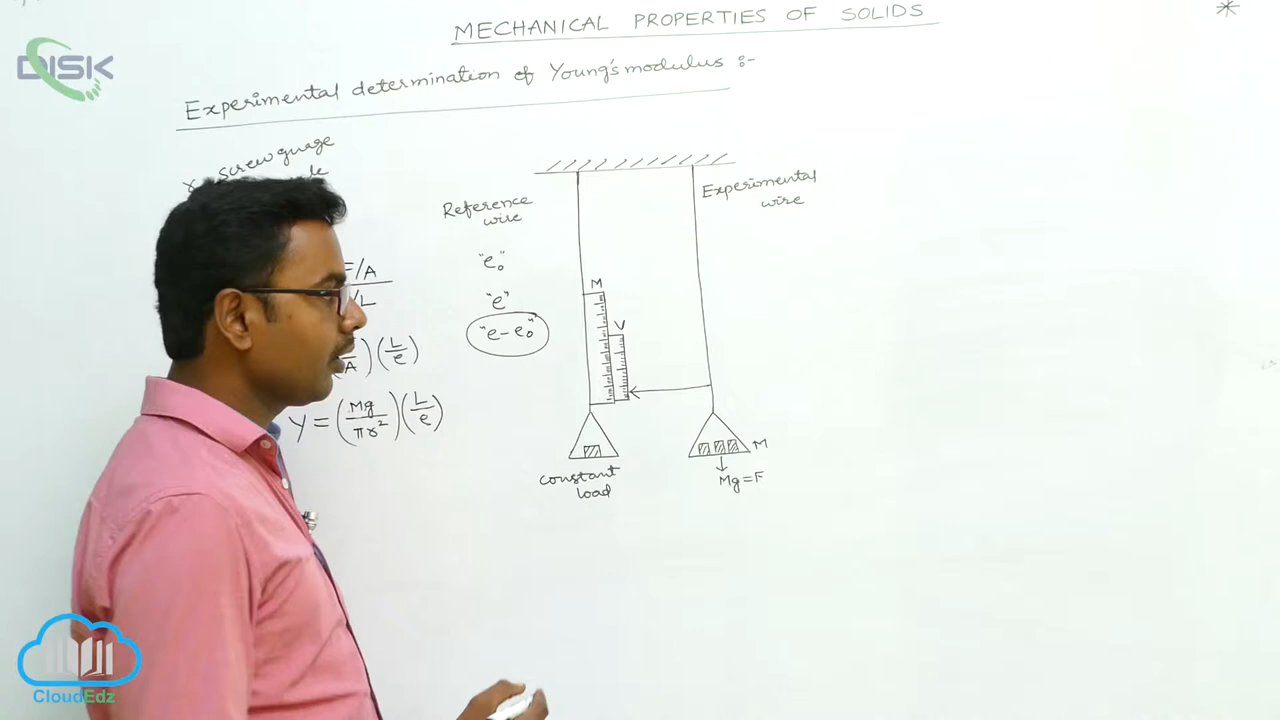 MECHANICAL PROPERTIES OF SOLIDS
*
DISK
Experimental determination of Young's modulus :-
r - screw guage
Reference
wire
Experimental
wire
"e₀"
"e"
"e-e₀"
M
V
F/A
/L
A)(L/e)
Y = (Mg/πr²)(L/e)
constant
load
M
Mg=F
CloudEdz